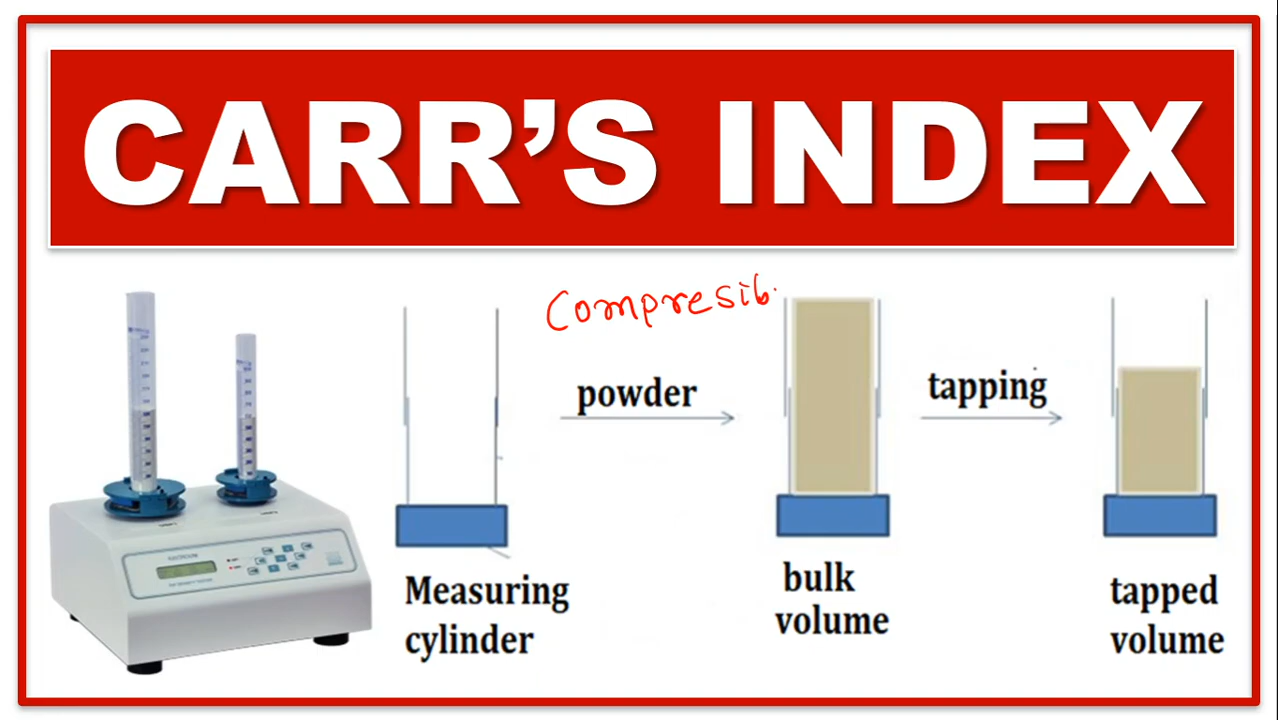 CARR’S INDEX
Compresib.
powder
tapping
Measuring
cylinder
bulk
volume
tapped
volume